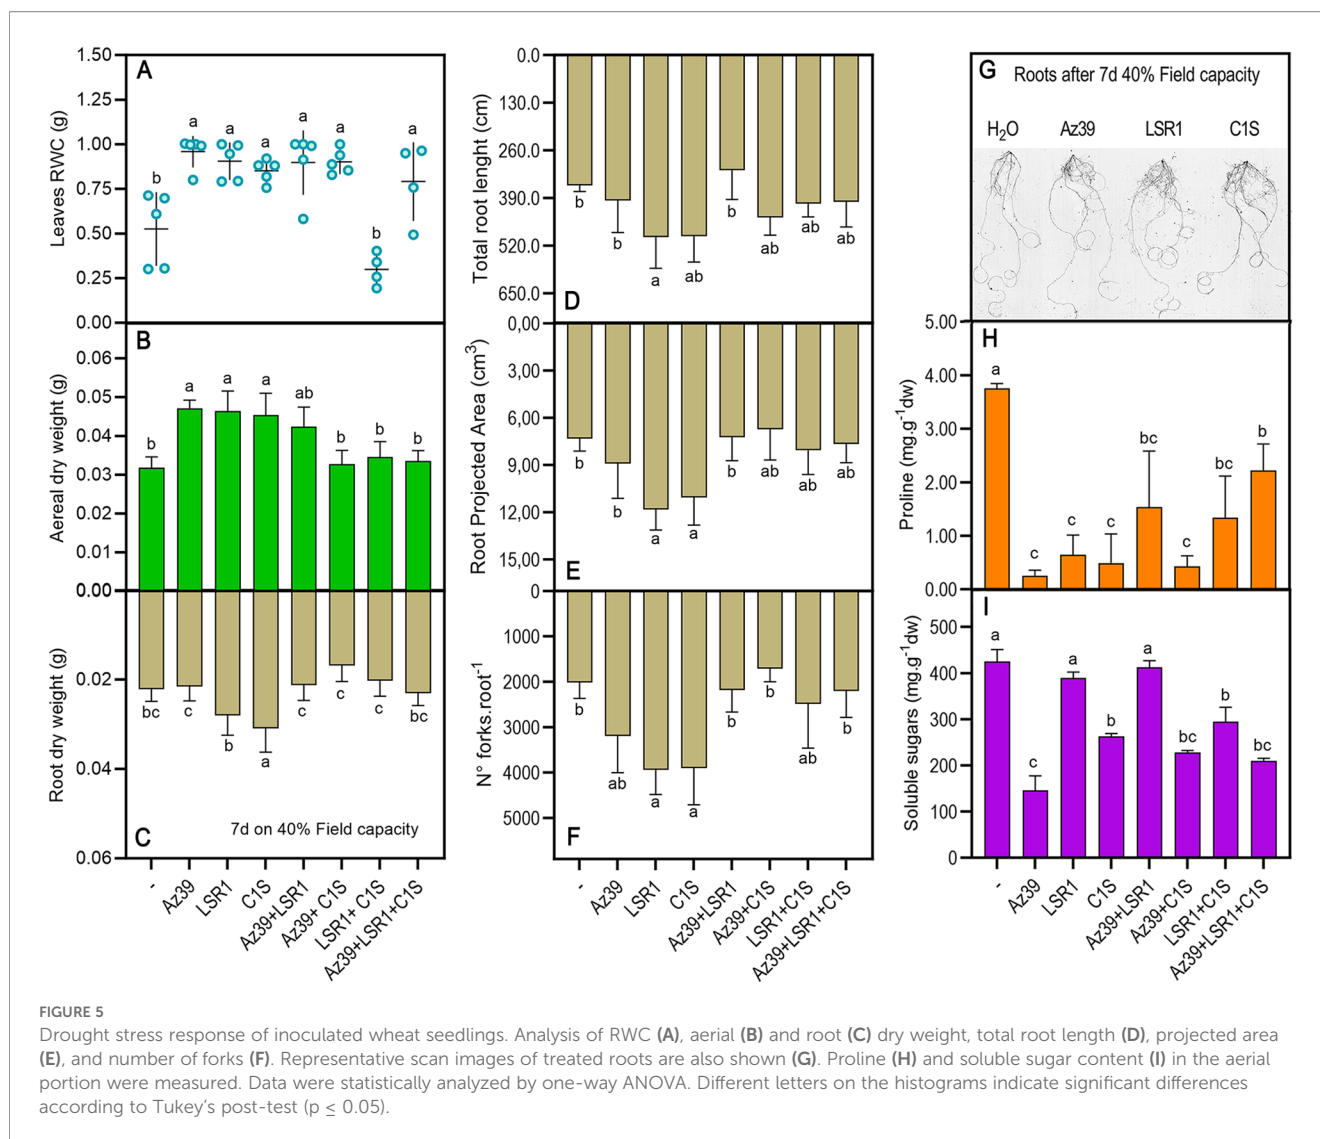 A
Leaves RWC (g)
1.50
1.25
1.00
0.75
0.50
0.25
0.00
b
a
a
a
a
a
b
a
B
Aereal dry weight (g)
0.06
0.05
0.04
0.03
0.02
0.01
0.00
b
a
a
a
ab
b
b
b
C
Root dry weight (g)
0.02
0.04
0.06
bc
c
b
a
c
c
c
bc
7d on 40% Field capacity
-
Az39
LSR1
C1S
Az39+LSR1
Az39+ C1S
LSR1+ C1S
Az39+LSR1+C1S
D
Total root lenght (cm)
0.0
130.0
260.0
390.0
520.0
650.0
b
b
a
ab
b
ab
ab
ab
E
Root Projected Area (cm³)
0,00
3,00
6,00
9,00
12,00
15,00
b
b
a
a
b
ab
ab
ab
F
N° forks.root⁻¹
0
1000
2000
3000
4000
5000
b
ab
a
a
b
b
ab
b
-
Az39
LSR1
C1S
Az39+LSR1
Az39+C1S
LSR1+C1S
Az39+LSR1+C1S
G
Roots after 7d 40% Field capacity
H₂O Az39 LSR1 C1S
H
Proline (mg.g⁻¹dw)
5.00
4.00
3.00
2.00
1.00
0.00
a
c
c
c
bc
c
bc
b
I
Soluble sugars (mg.g⁻¹dw)
500
400
300
200
100
0
a
c
a
b
a
bc
b
bc
-
Az39
LSR1
C1S
Az39+LSR1
Az39+C1S
LSR1+C1S
Az39+LSR1+C1S
FIGURE 5
Drought stress response of inoculated wheat seedlings. Analysis of RWC (A), aerial (B) and root (C) dry weight, total root length (D), projected area
(E), and number of forks (F). Representative scan images of treated roots are also shown (G). Proline (H) and soluble sugar content (I) in the aerial
portion were measured. Data were statistically analyzed by one-way ANOVA. Different letters on the histograms indicate significant differences
according to Tukey's post-test (p ≤ 0.05).